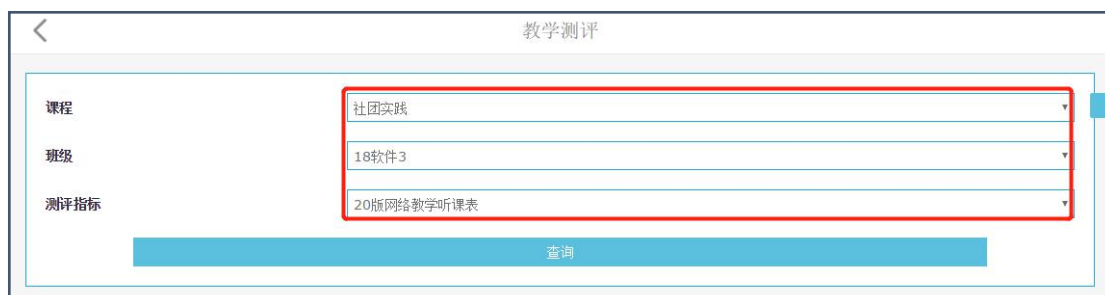 教学测评
课程 社团实践
班级 18软件3
测评指标 20版网络教学听课表
查询